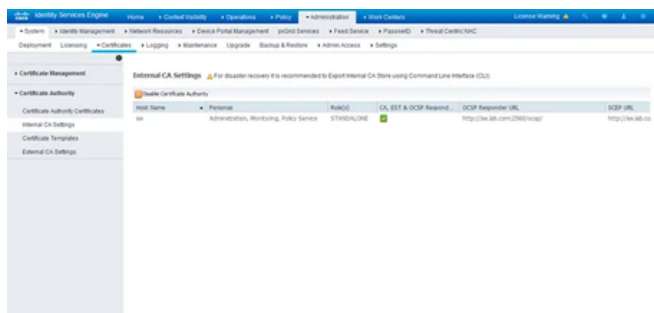 Identity Services Engine Home Context Visibility Operations Policy Administration Work Centers License Warning
System Identity Management Network Resources Device Portal Management pxGrid Services Feed Service PassiveID Threat Centric NAC
Deployment Licensing Certificates Logging Maintenance Upgrade Backup & Restore Admin Access Settings
Certificate Management
Certificate Authority
Certificate Authority Certificates
Internal CA Settings
Certificate Templates
External CA Settings
Internal CA Settings For disaster recovery it is recommended to Export Internal CA Store using Command Line Interface (CLI).
Disable Certificate Authority
Host Name Personas Role(s) CA, EST & OCSP Respond... OCSP Responder URL SCEP URL
ise Administration, Monitoring, Policy Service STANDALONE http://ise.lab.com:2560/ocsp/ http://ise.lab.co